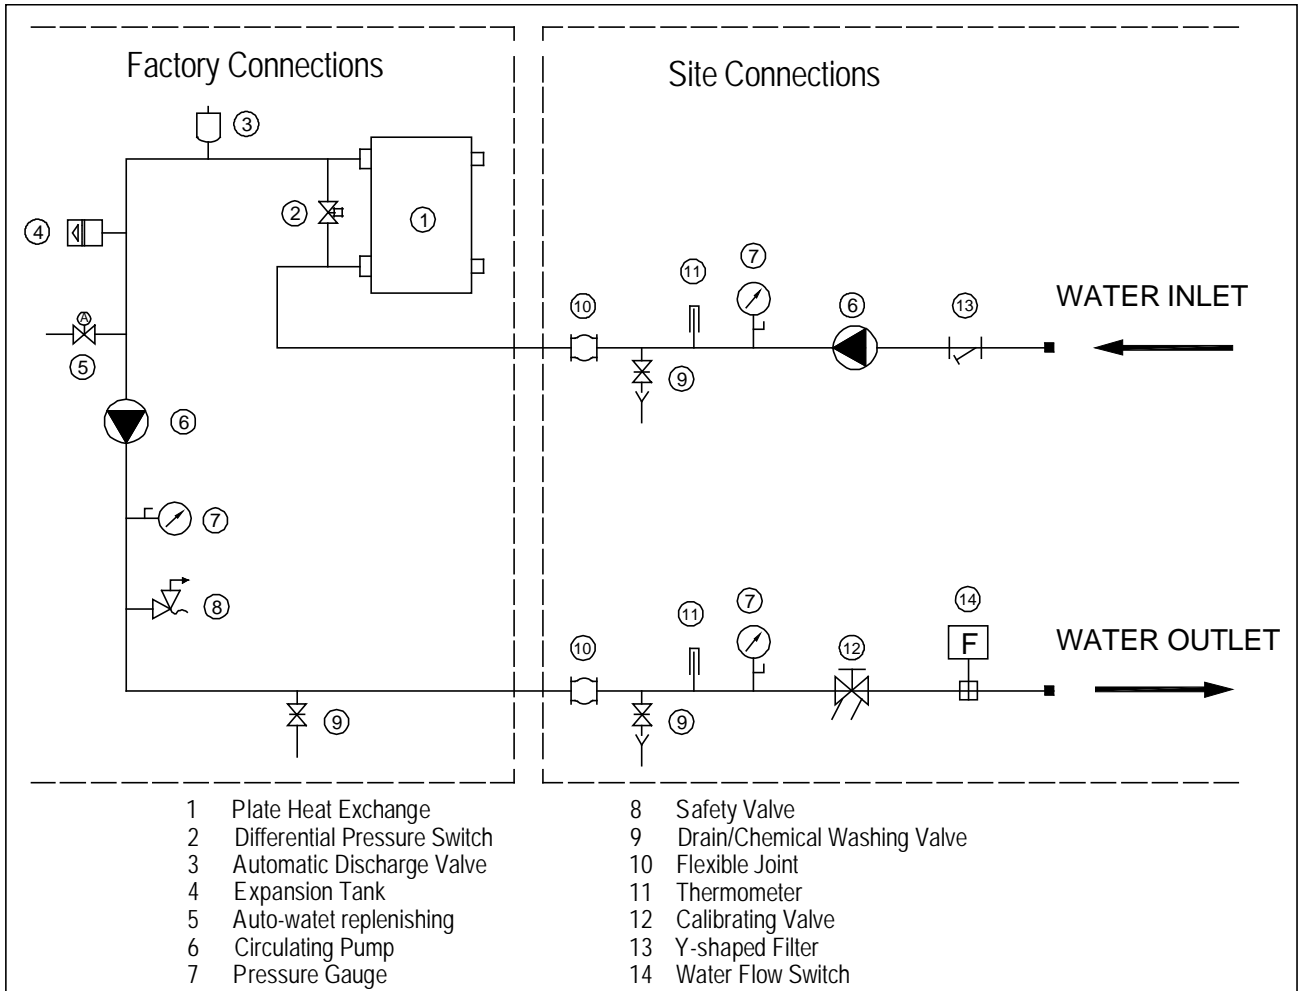 Factory Connections
Site Connections
3
2
1
4
7
11
10
6
13
WATER INLET
A
5
9
6
7
8
7
14
11
10
12
F
WATER OUTLET
9
9
1 Plate Heat Exchange
2 Differential Pressure Switch
3 Automatic Discharge Valve
4 Expansion Tank
5 Auto-watet replenishing
6 Circulating Pump
7 Pressure Gauge
8 Safety Valve
9 Drain/Chemical Washing Valve
10 Flexible Joint
11 Thermometer
12 Calibrating Valve
13 Y-shaped Filter
14 Water Flow Switch